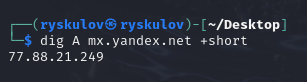 ┌──(ryskulov㉿ryskulov)-[~/Desktop]
└─$ dig A mx.yandex.net +short
77.88.21.249